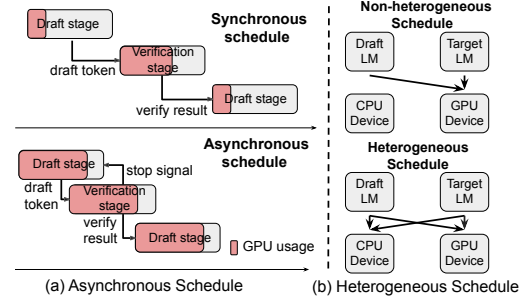 Draft stage
Synchronous
schedule
draft token
Verification
stage
verify result
Draft stage
Asynchronous
schedule
Draft stage
stop signal
draft
token
Verification
stage
verify
result
Draft stage
GPU usage
(a) Asynchronous Schedule
Non-heterogeneous
Schedule
Draft
LM
Target
LM
CPU
Device
GPU
Device
Heterogeneous
Schedule
Draft
LM
Target
LM
CPU
Device
GPU
Device
(b) Heterogeneous Schedule